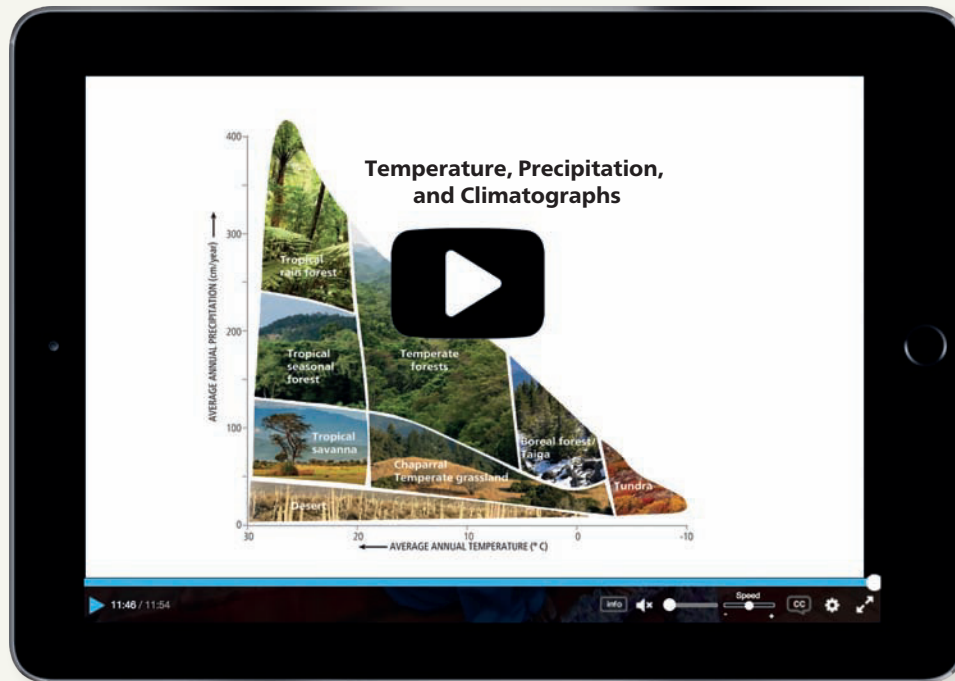 Temperature, Precipitation,
and Climatographs
AVERAGE ANNUAL PRECIPITATION (cm/year)
400
300
200
100
0
Tropical
rain forest
Tropical
seasonal
forest
Temperate
forests
Tropical
savanna
Chaparral
Temperate grassland
Boreal forest/
Taiga
Tundra
Desert
30
20
10
0
-10
AVERAGE ANNUAL TEMPERATURE (° C)
11:46 / 11:54
Info
Speed
- +
CC